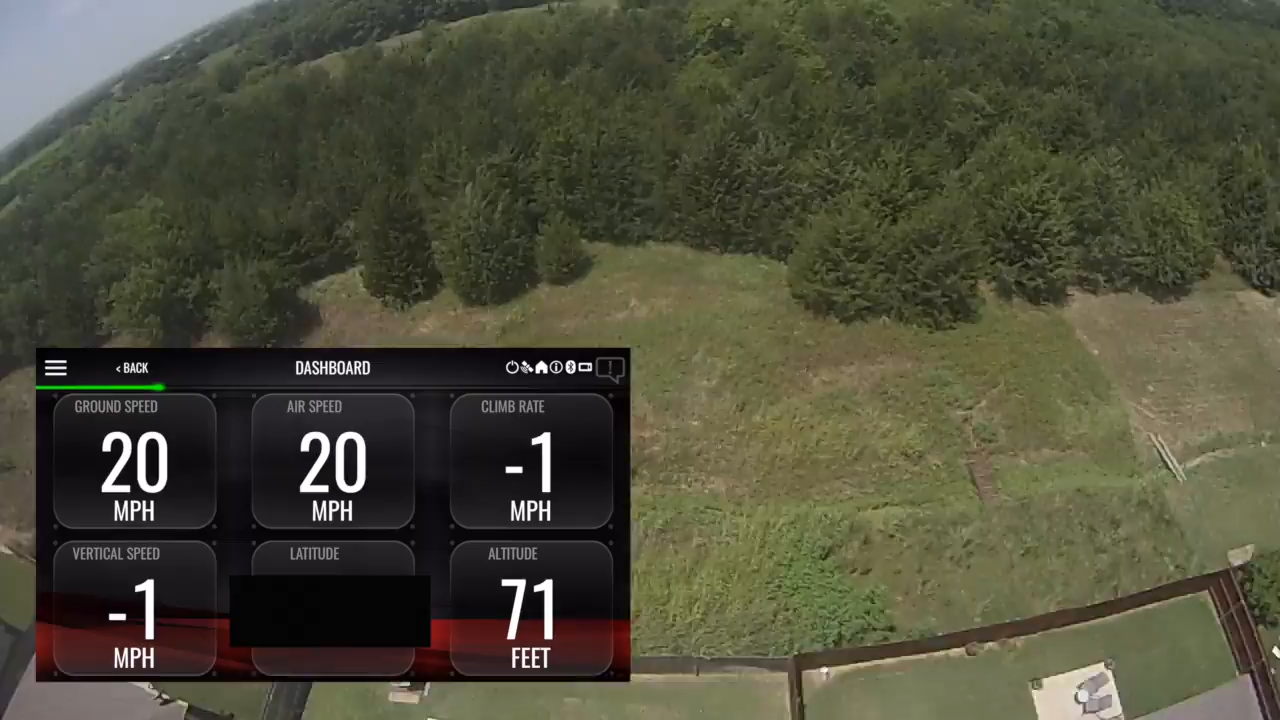 < BACK
DASHBOARD
GROUND SPEED
20
MPH
AIR SPEED
20
MPH
CLIMB RATE
-1
MPH
VERTICAL SPEED
-1
MPH
LATITUDE
ALTITUDE
71
FEET